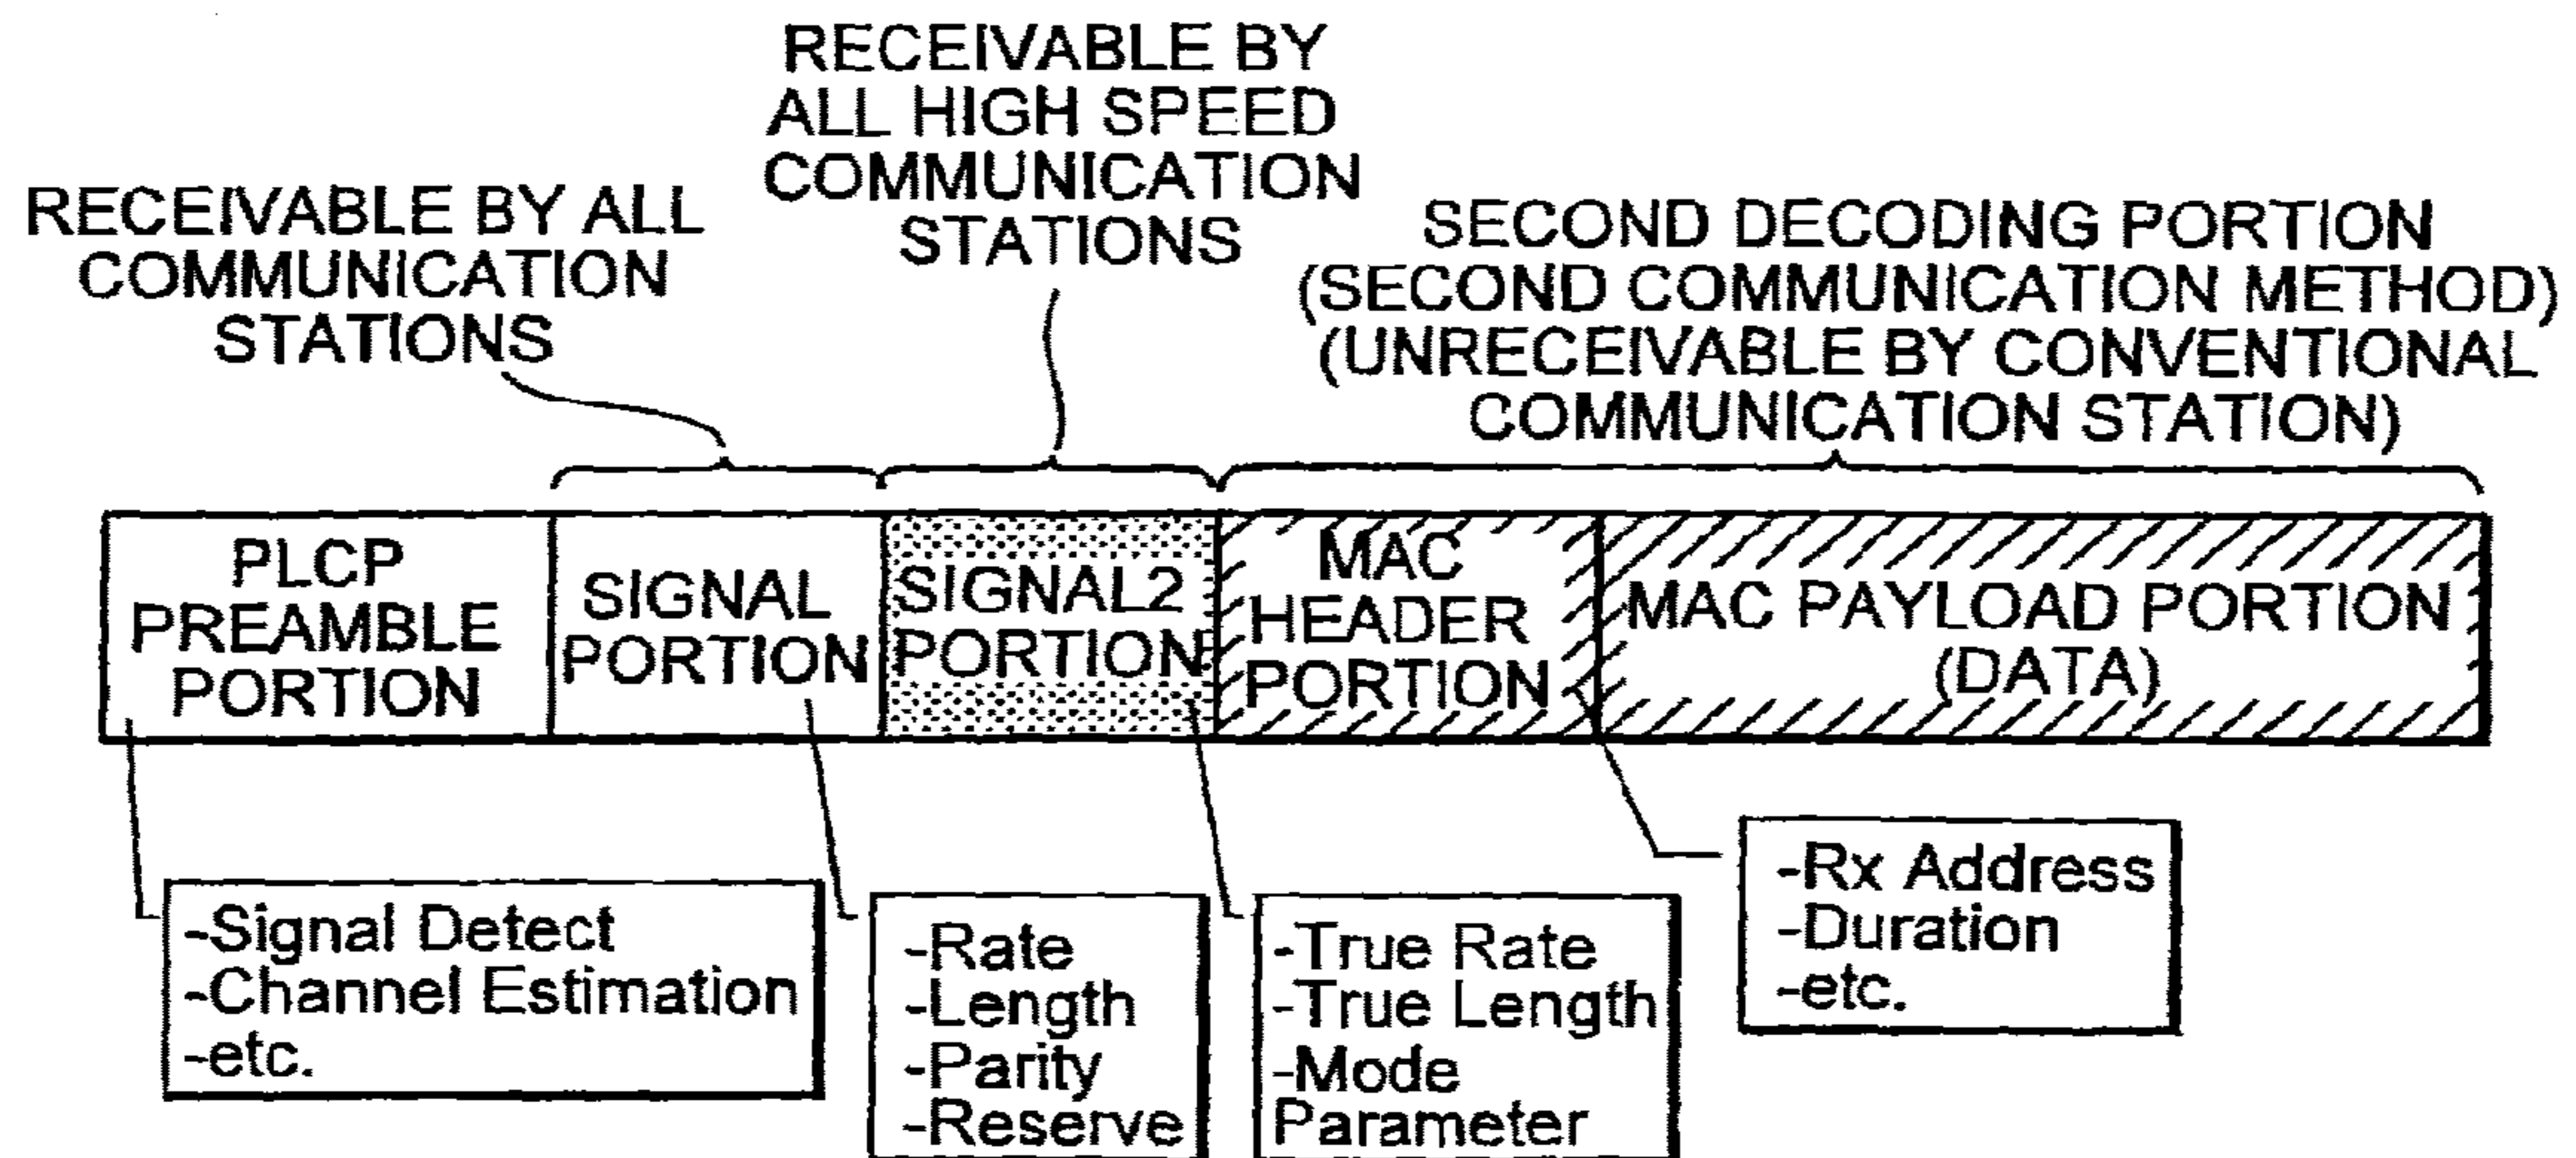 RECEIVABLE BY ALL
COMMUNICATION
STATIONS
RECEIVABLE BY
ALL HIGH SPEED
COMMUNICATION
STATIONS
SECOND DECODING PORTION
(SECOND COMMUNICATION METHOD)
(UNRECEIVABLE BY CONVENTIONAL
COMMUNICATION STATION)
PLCP
PREAMBLE
PORTION
SIGNAL
PORTION
SIGNAL2
PORTION
MAC
HEADER
PORTION
MAC PAYLOAD PORTION
(DATA)
-Signal Detect
-Channel Estimation
-etc.
-Rate
-Length
-Parity
-Reserve
-True Rate
-True Length
-Mode
Parameter
-Rx Address
-Duration
-etc.